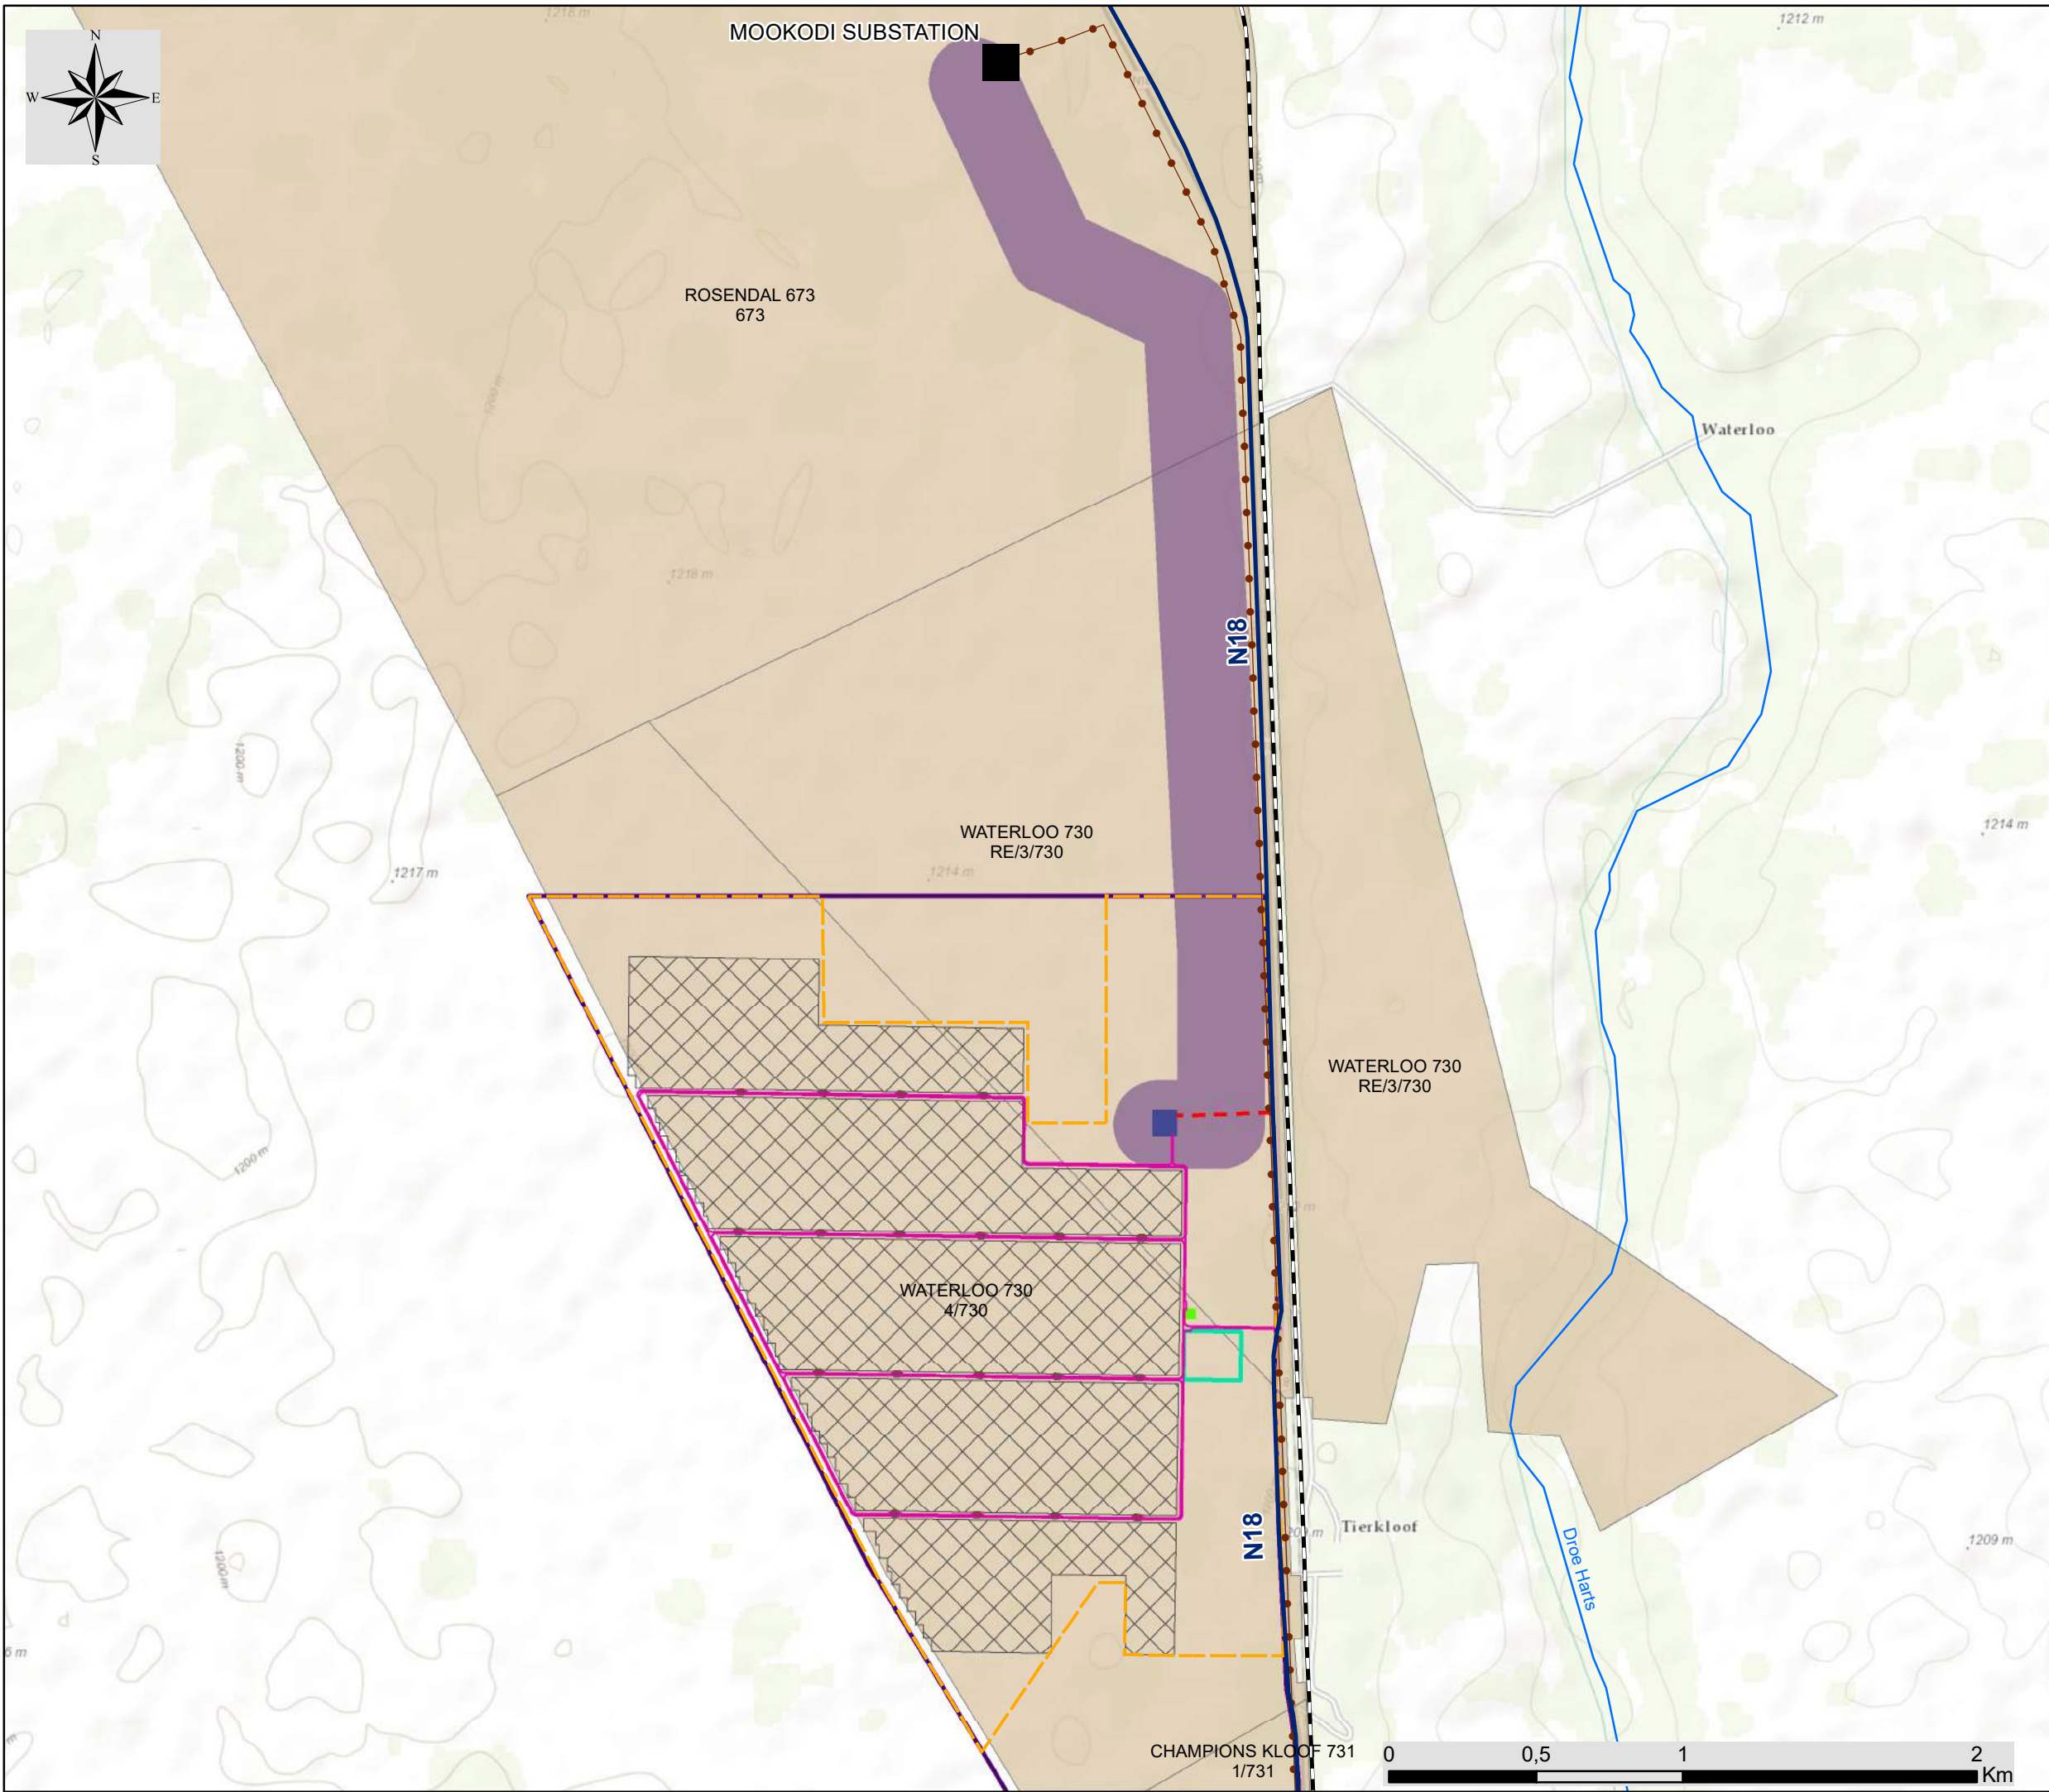 1218 m
1212 m
MOOKODI SUBSTATION
N
W
E
S
ROSENDAL 673
673
1200 m
Waterloo
1218 m
N18
1200 m
WATERLOO 730
RE/3/730
1214 m
1217 m
1214 m
WATERLOO 730
RE/3/730
1200 m
WATERLOO 730
4/730
N18
Tierkloof
Droe Harts
1209 m
1200 m
CHAMPIONS KLOOF 731
1/731
0
0,5
1
2
Km